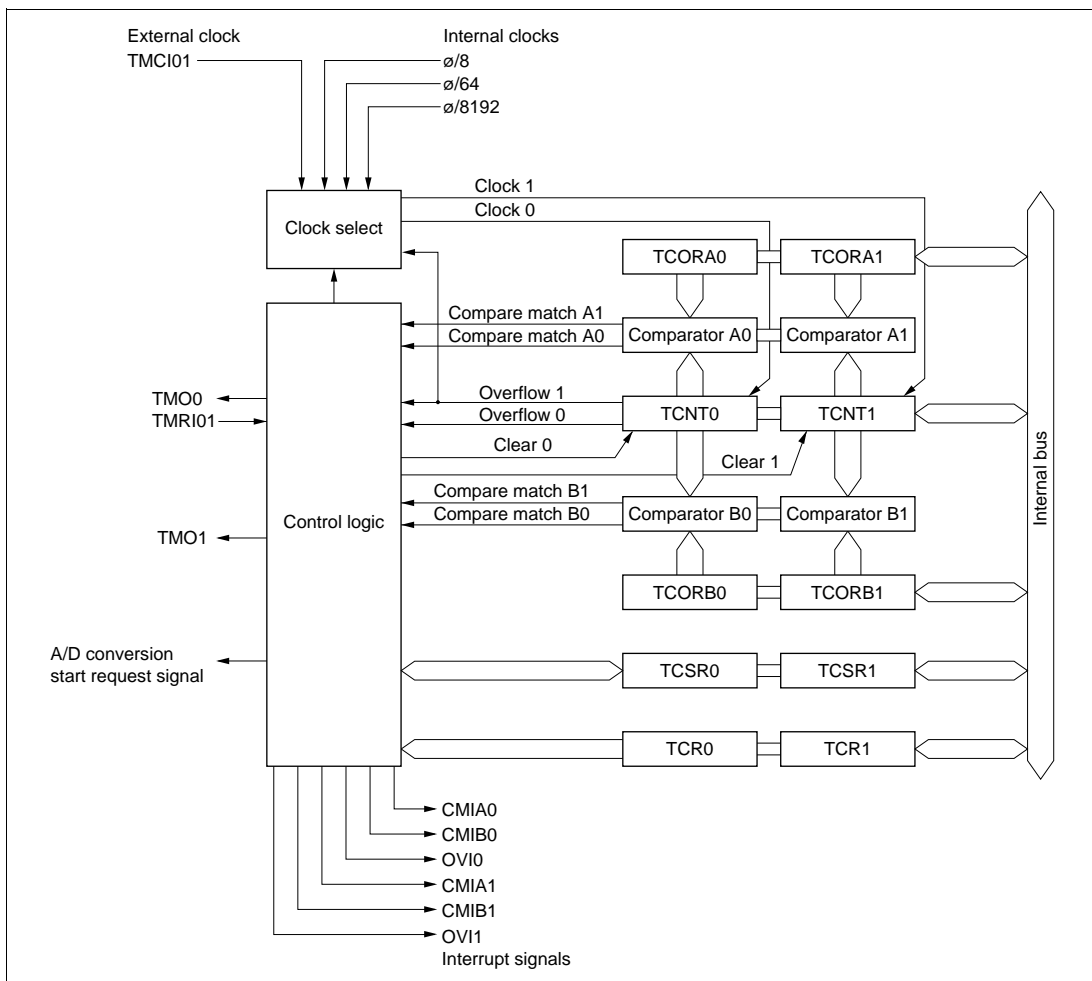 External clock
TMCI01
Internal clocks
ø/8
ø/64
ø/8192
Clock 1
Clock 0
Clock select
TCORA0
TCORA1
Compare match A1
Compare match A0
Comparator A0
Comparator A1
TMO0
TMRI01
Overflow 1
Overflow 0
TCNT0
TCNT1
Clear 0
Clear 1
Compare match B1
Compare match B0
Comparator B0
Comparator B1
Control logic
TMO1
Internal bus
TCORB0
TCORB1
A/D conversion
start request signal
TCSR0
TCSR1
TCR0
TCR1
CMIA0
CMIB0
OVI0
CMIA1
CMIB1
OVI1
Interrupt signals